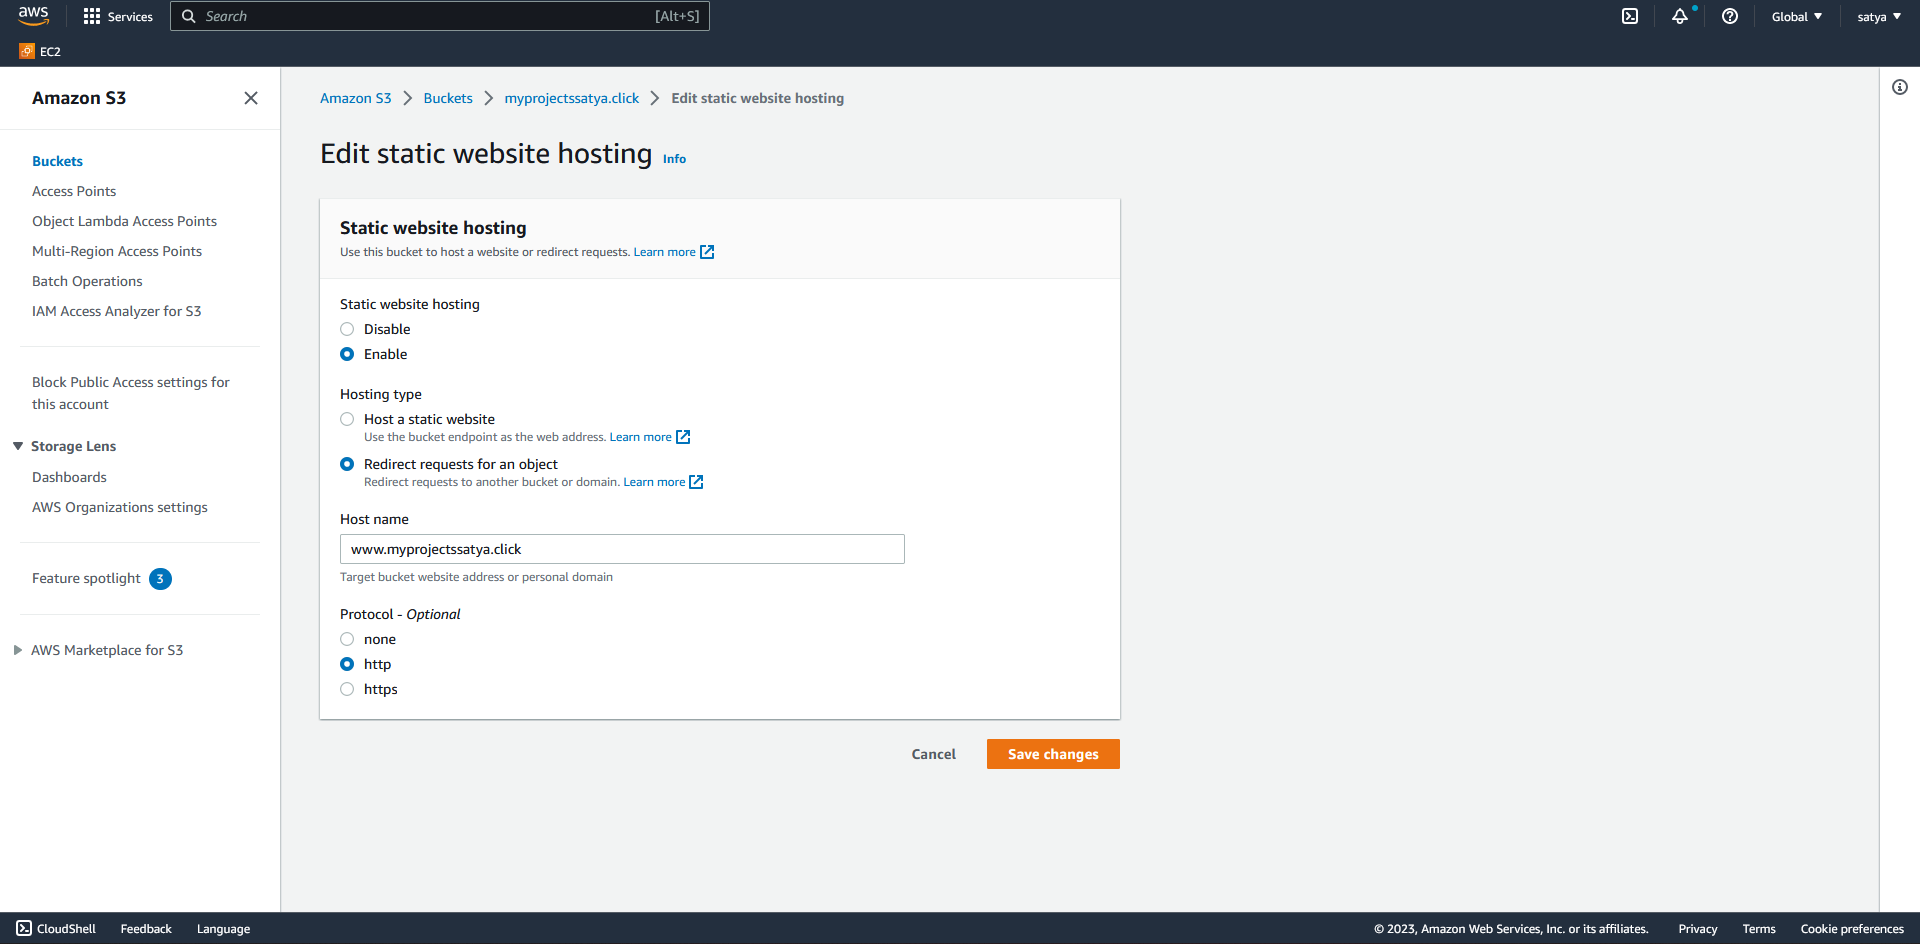 aws
Services
Search
[Alt+S]
Global
satya
EC2
Amazon S3
Buckets
Access Points
Object Lambda Access Points
Multi-Region Access Points
Batch Operations
IAM Access Analyzer for S3
Block Public Access settings for
this account
Storage Lens
Dashboards
AWS Organizations settings
Feature spotlight 3
AWS Marketplace for S3
Amazon S3 > Buckets > myprojectssatya.click > Edit static website hosting
Edit static website hosting Info
Static website hosting
Use this bucket to host a website or redirect requests. Learn more
Static website hosting
Disable
Enable
Hosting type
Host a static website
Use the bucket endpoint as the web address. Learn more
Redirect requests for an object
Redirect requests to another bucket or domain. Learn more
Host name
www.myprojectssatya.click
Target bucket website address or personal domain
Protocol - Optional
none
http
https
Cancel
Save changes
CloudShell
Feedback
Language
© 2023, Amazon Web Services, Inc. or its affiliates.
Privacy
Terms
Cookie preferences